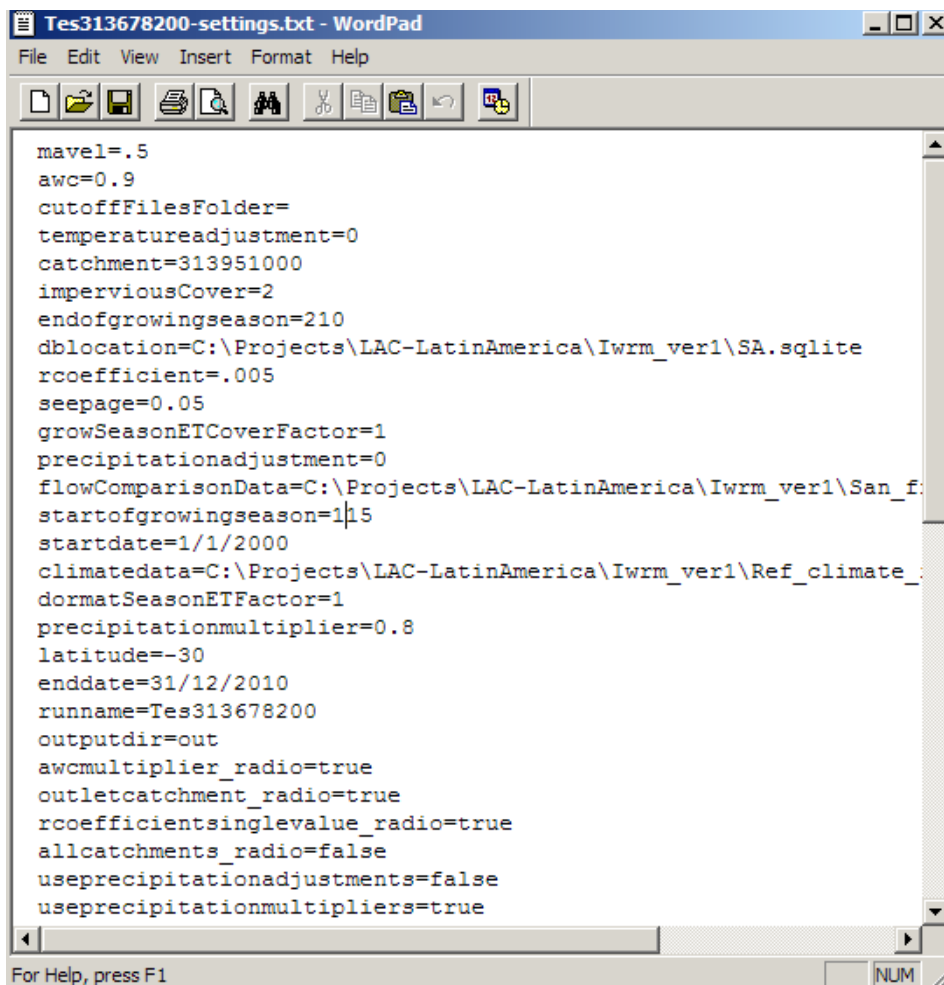 Tes313678200-settings.txt - WordPad
File Edit View Insert Format Help
mavel=.5
awc=0.9
cutoffFilesFolder=
temperatureadjustment=0
catchment=313951000
imperviousCover=2
endofgrowingseason=210
dblocation=C:\Projects\LAC-LatinAmerica\Iwrm_ver1\SA.sqlite
rcoefficient=.005
seepage=0.05
growSeasonETCoverFactor=1
precipitationadjustment=0
flowComparisonData=C:\Projects\LAC-LatinAmerica\Iwrm_ver1\San_f
startofgrowingseason=115
startdate=1/1/2000
climatedata=C:\Projects\LAC-LatinAmerica\Iwrm_ver1\Ref_climate_
dormatSeasonETFactor=1
precipitationmultiplier=0.8
latitude=-30
enddate=31/12/2010
runname=Tes313678200
outputdir=out
awcmultiplier_radio=true
outletcatchment_radio=true
rcoefficientsinglevalue_radio=true
allcatchments_radio=false
useprecipitationadjustments=false
useprecipitationmultipliers=true
For Help, press F1
NUM